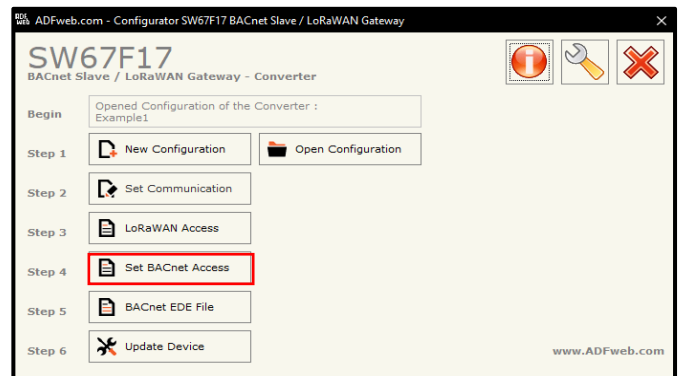 ADFweb.com - Configurator SW67F17 BACnet Slave / LoRaWAN Gateway
SW67F17
BACnet Slave / LoRaWAN Gateway - Converter
Begin
Opened Configuration of the Converter :
Example1
Step 1 New Configuration Open Configuration
Step 2 Set Communication
Step 3 LoRaWAN Access
Step 4 Set BACnet Access
Step 5 BACnet EDE File
Step 6 Update Device
www.ADFweb.com